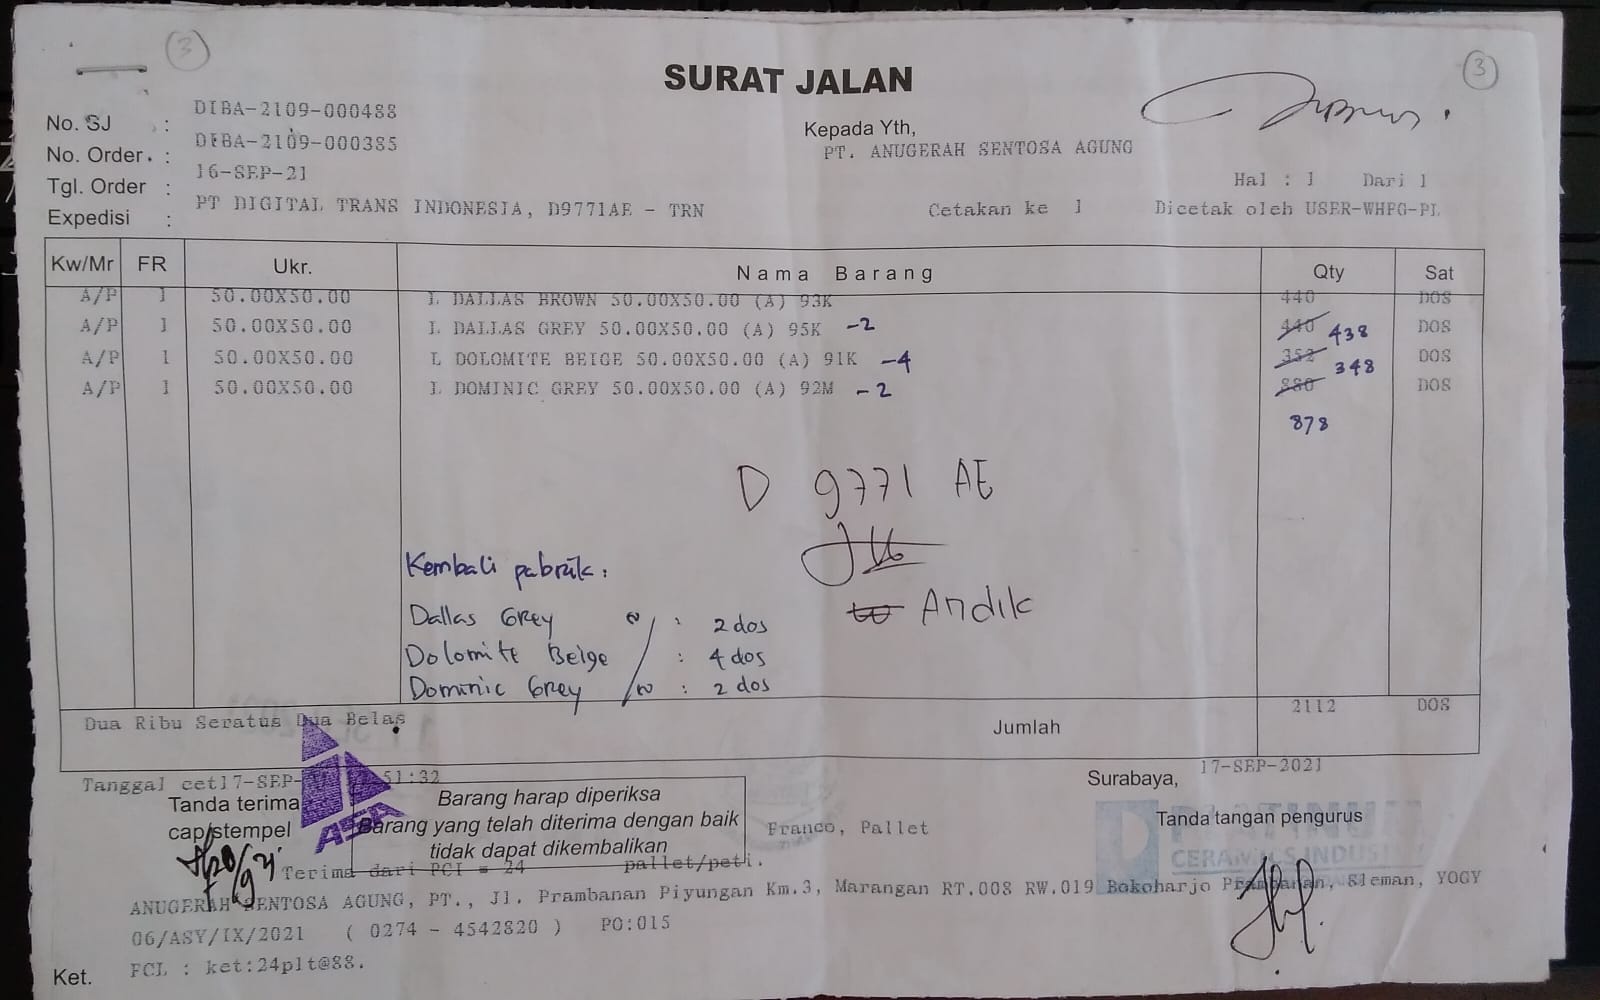 3
3
SURAT JALAN
No. SJ : DIBA-2109-000488
No. Order. : DFBA-2109-000385
Tgl. Order : 16-SEP-21
Expedisi : PT DIGITAL TRANS INDONESIA, D9771AE - TRN
Kepada Yth,
PT. ANUGERAH SENTOSA AGUNG
Hal : 1 Dari 1
Cetakan ke 1 Dicetak oleh USER-WHFG-PL
Kw/Mr FR Ukr. Nama Barang Qty Sat
A/P 1 50.00X50.00 L DALLAS BROWN 50.00X50.00 (A) 93K 440 DOS
A/P 1 50.00X50.00 L DALLAS GREY 50.00X50.00 (A) 95K -2 440 438 DOS
A/P 1 50.00X50.00 L DOLOMITE BEIGE 50.00X50.00 (A) 91K -4 352 348 DOS
A/P 1 50.00X50.00 L DOMINIC GREY 50.00X50.00 (A) 92M -2 880 DOS
878
D 9771 AE
Kembali pabrik :
Andik
Dallas Grey : 2 dos
Dolomite Beige : 4 dos
Dominic Grey : 2 dos
Dua Ribu Seratus Dua Belas Jumlah 2112 DOS
Tanggal cet17-SEP- 51:32
Surabaya, 17-SEP-2021
Tanda terima
cap/stempel
ASA
Barang harap diperiksa
Barang yang telah diterima dengan baik
tidak dapat dikembalikan
Franco, Pallet
Tanda tangan pengurus
PLATINUM
CERAMICS INDUST
Terima dari PCI = 24 pallet/peti.
ANUGERAH SENTOSA AGUNG, PT., Jl. Prambanan Piyungan Km.3, Marangan RT.008 RW.019 Bokoharjo Prambanan, Sleman, YOGY
06/ASY/IX/2021 ( 0274 - 4542820 ) PO:015
Ket. FCL : ket:24plt@88.